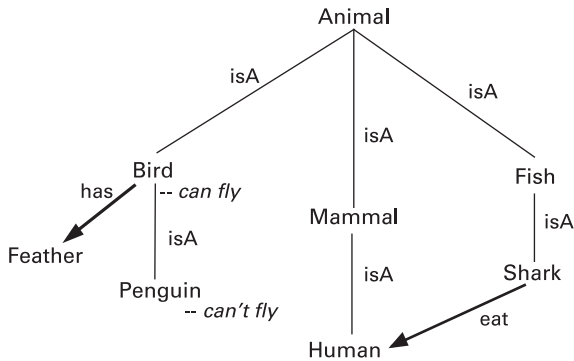 Animal
isA
isA
isA
Bird
has
-- can fly
Fish
Mammal
isA
isA
Feather
Shark
Penguin
isA
-- can't fly
eat
Human